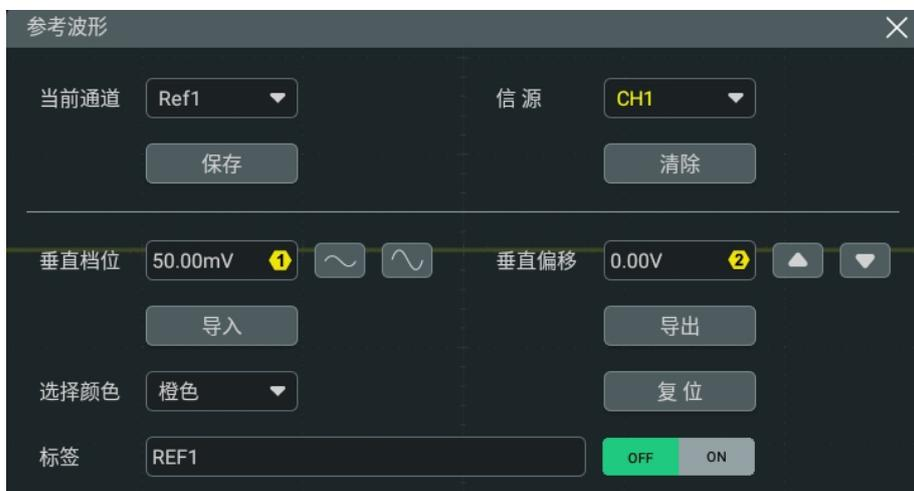 参考波形
当前通道 Ref1 信源 CH1
保存 清除
垂直档位 50.00mV 1 垂直偏移 0.00V 2
导入 导出
选择颜色 橙色 复位
标签 REF1 OFF ON